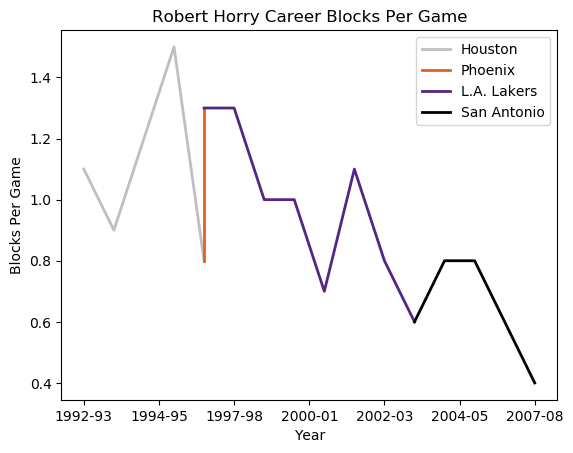 Robert Horry Career Blocks Per Game
Houston
Phoenix
L.A. Lakers
San Antonio
Blocks Per Game
1.4
1.2
1.0
0.8
0.6
0.4
1992-93 1994-95 1997-98 2000-01 2002-03 2004-05 2007-08
Year